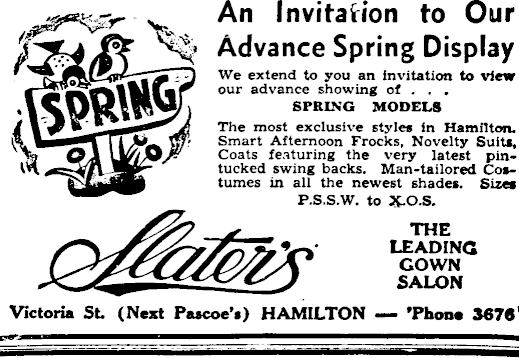 An Invitation to Our
Advance Spring Display
SPRING
We extend to you an invitation to view
our advance showing of . . .
SPRING MODELS
The most exclusive styles in Hamilton.
Smart Afternoon Frocks, Novelty Suits,
Coats featuring the very latest pin-
tucked swing backs. Man-tailored Cos-
tumes in all the newest shades. Sizes
P.S.S.W. to X.O.S.
Slater's
THE
LEADING
GOWN
SALON
Victoria St. (Next Pascoe's) HAMILTON — 'Phone 3676